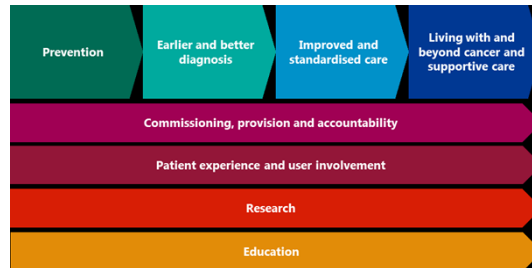 Prevention
Earlier and better
diagnosis
Improved and
standardised care
Living with and
beyond cancer and
supportive care
Commissioning, provision and accountability
Patient experience and user involvement
Research
Education